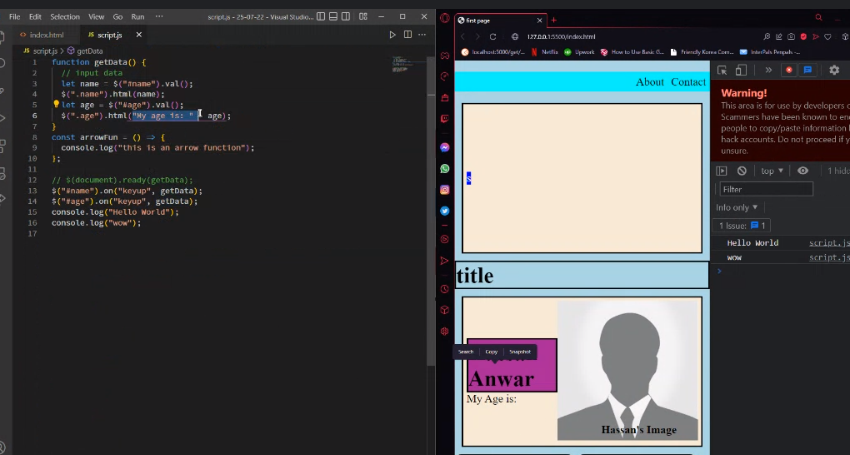 File Edit Selection View Go Run ··· script.js - 25-07-22 - Visual Studio...
index.html JS script.js
JS script.js > getData
1 function getData() {
2 // input data
3 let name = $("#name").val();
4 $(".name").html(name);
5 let age = $("#age").val();
6 $(".age").html("My age is: " age);
7 }
8 const arrowFun = () => {
9 console.log("this is an arrow function");
10 };
11
12 // $(document).ready(getData);
13 $("#name").on("keyup", getData);
14 $("#age").on("keyup", getData);
15 console.log("Hello World");
16 console.log("wow");
17
first page
127.0.0.1:5500/index.html
localhost:5000/get/... Netflix Upwork How to Use Basic G... Friendly Korea Com... InterPals Penpals -...
About Contact
title
Search Copy Snapshot
Anwar
My Age is:
Hassan's Image
Warning!
This area is for use by developers
Scammers have been known to en
people to copy/paste information
hack accounts. Do not proceed if y
unsure.
top 1 hidd
Filter
Info only
1 Issue: 1
Hello World script.js
wow script.js